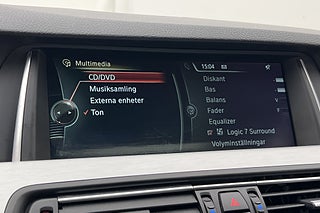 Multimedia
15:04
CD/DVD
Musiksamling
Externa enheter
Ton
Diskant
Bas
Balans
Fader
Equalizer
Logic 7 Surround
Volyminställningar